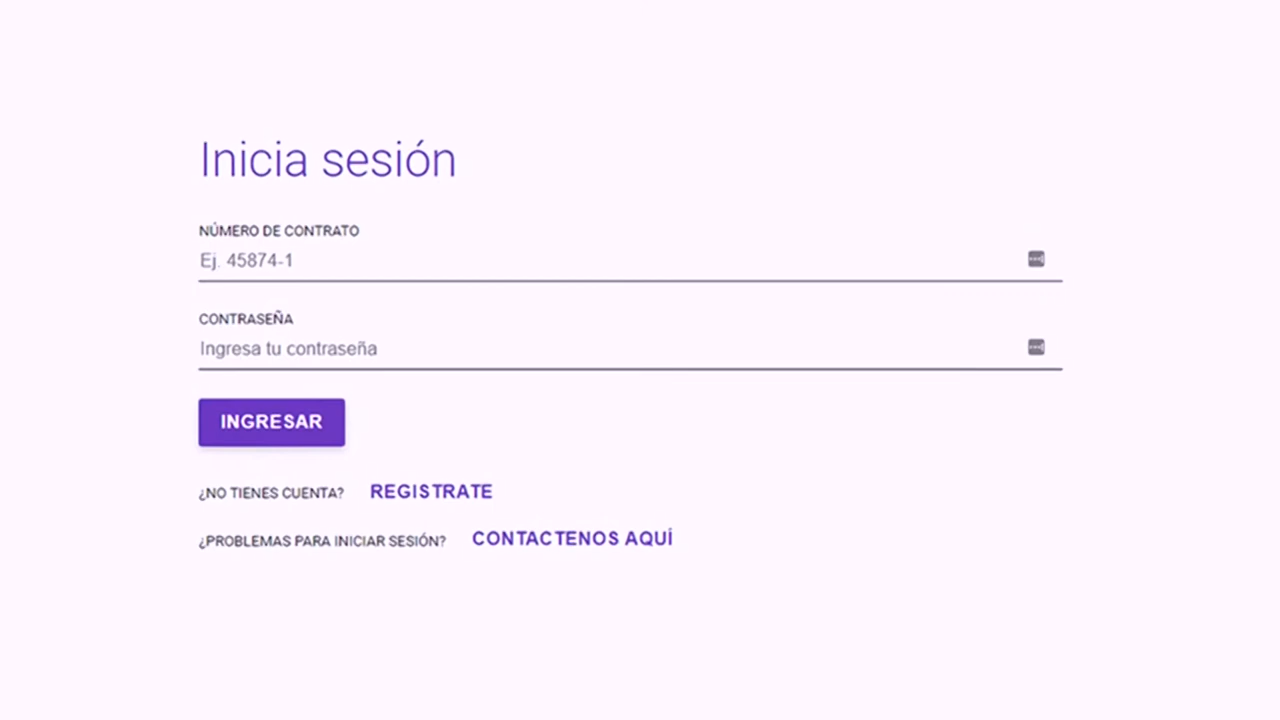 Inicia sesión
NÚMERO DE CONTRATO
Ej. 45874-1
CONTRASEÑA
Ingresa tu contraseña
INGRESAR
¿NO TIENES CUENTA? REGISTRATE
¿PROBLEMAS PARA INICIAR SESIÓN? CONTACTENOS AQUÍ